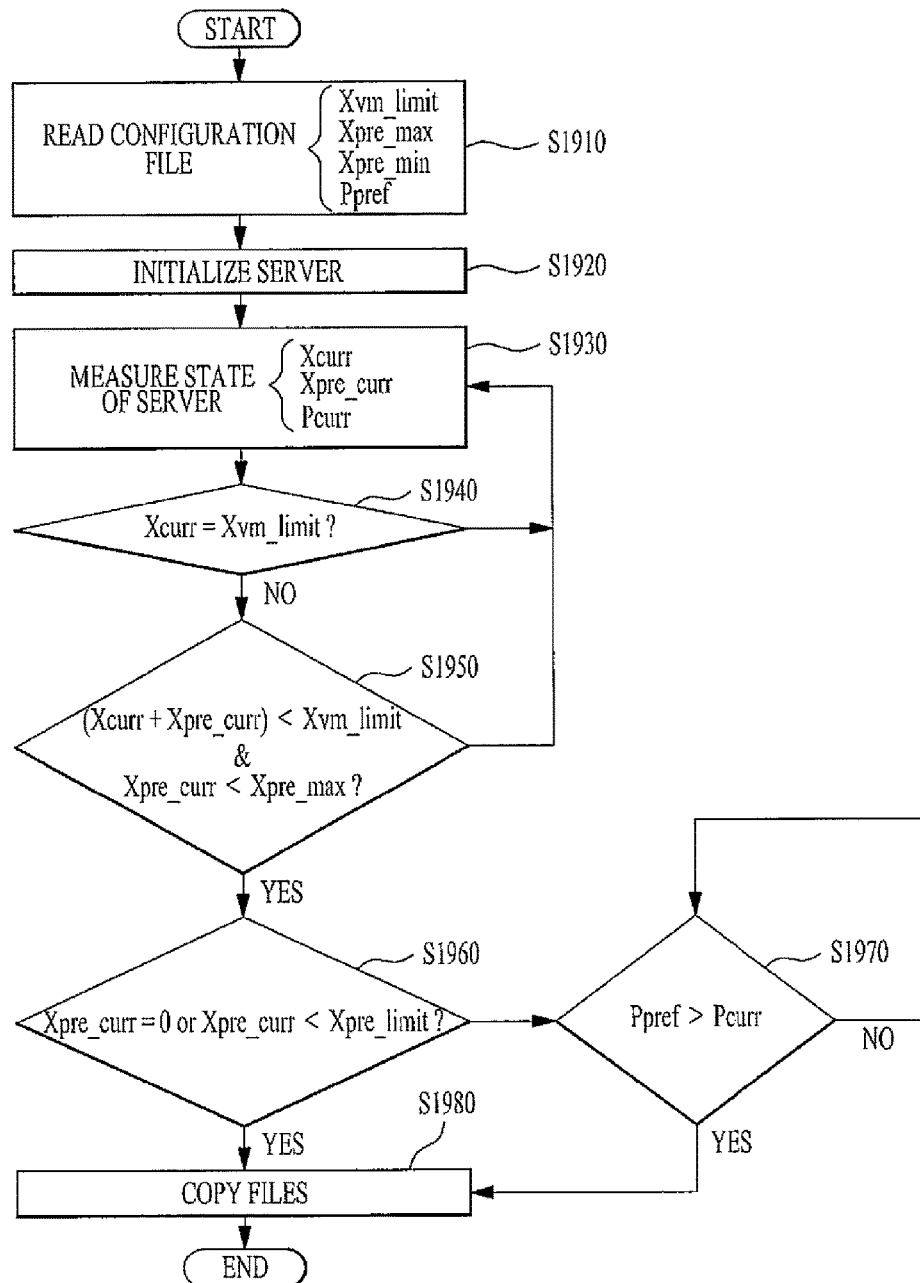 START
READ CONFIGURATION
FILE
Xvm_limit
Xpre_max
Xpre_min
Ppref
S1910
INITIALIZE SERVER
S1920
MEASURE STATE
OF SERVER
Xcurr
Xpre_curr
Pcurr
S1930
Xcurr = Xvm_limit ?
S1940
NO
(Xcurr + Xpre_curr) < Xvm_limit
&
Xpre_curr < Xpre_max ?
S1950
YES
Xpre_curr = 0 or Xpre_curr < Xpre_limit ?
S1960
Ppref > Pcurr
S1970
NO
YES
YES
S1980
COPY FILES
END